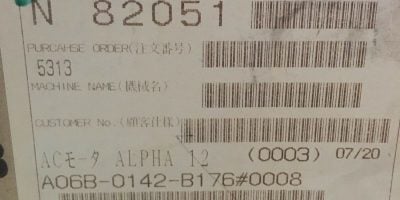 N 82051
PURCAHSE ORDER(注文番号)
5313
MACHINE NAME(機械名)
CUSTOMER No.(顧客仕様)
ACモータ ALPHA 12 (0003) 07/20
A06B-0142-B176#0008